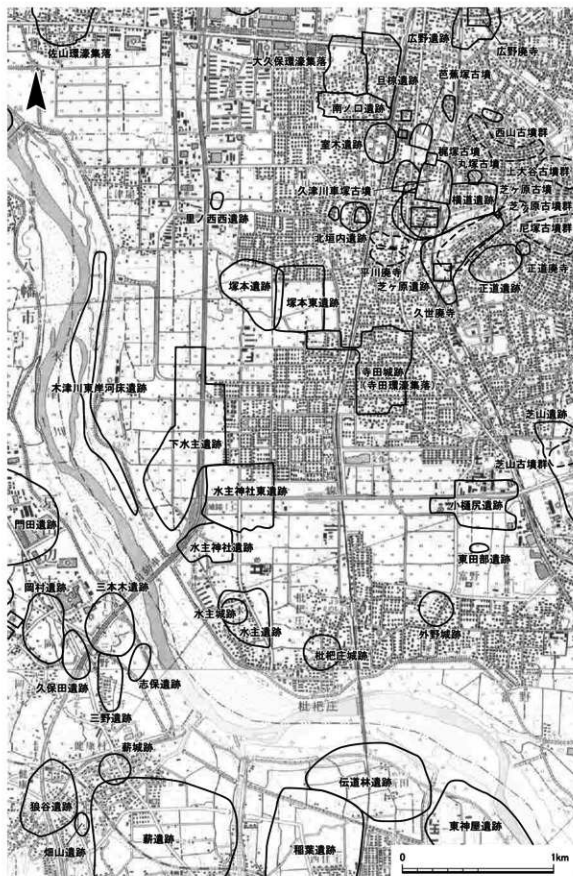 佐山環濠集落
大久保環濠集落
旦椋遺跡
広野遺跡
広野廃寺
芭蕉塚古墳
南ノ口遺跡
室木遺跡
西山古墳群
梶塚古墳
丸塚古墳
上大谷古墳群
久津川車塚古墳
横道遺跡
芝ヶ原古墳
芝ヶ原古墳群
里ノ西西遺跡
北垣内遺跡
尼塚古墳群
平川廃寺
芝ヶ原遺跡
正道廃寺
正道遺跡
久世廃寺
塚本遺跡
塚本東遺跡
八幡市
寺田城跡
(寺田環濠集落)
木津川東岸河床遺跡
下水主遺跡
芝山遺跡
芝山古墳群
水主神社東遺跡
小樋尻遺跡
門田遺跡
水主神社遺跡
東田部遺跡
富野
岡村遺跡
三本木遺跡
水主城跡
水主遺跡
外野城跡
枇杷庄城跡
久保田遺跡
志保遺跡
三野遺跡
枇杷庄
薪城跡
狼谷遺跡
伝道林遺跡
畑山遺跡
薪遺跡
稲葉遺跡
東神屋遺跡
0
1km